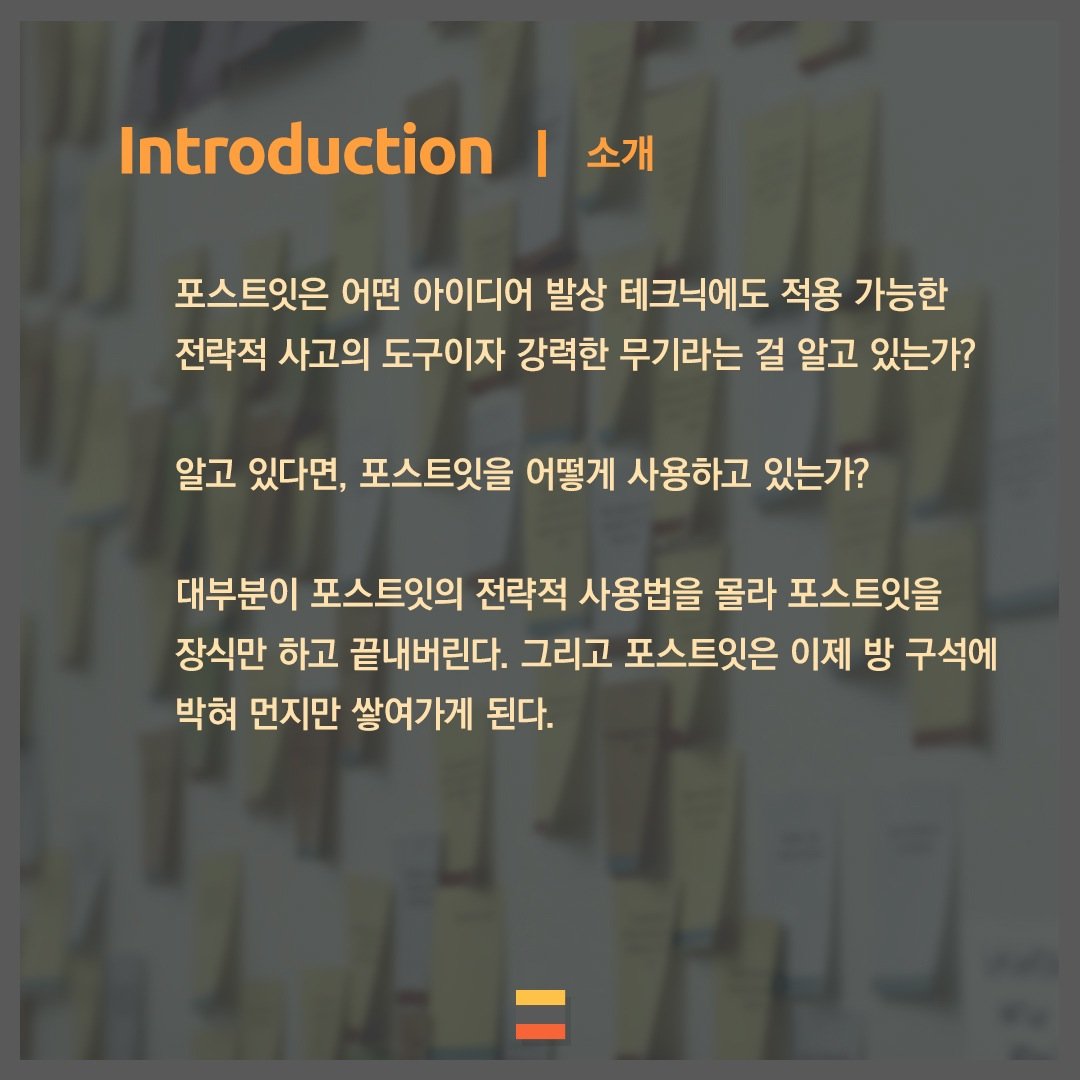 Introduction | 소개
포스트잇은 어떤 아이디어 발상 테크닉에도 적용 가능한
전략적 사고의 도구이자 강력한 무기라는 걸 알고 있는가?
알고 있다면, 포스트잇을 어떻게 사용하고 있는가?
대부분이 포스트잇의 전략적 사용법을 몰라 포스트잇을
장식만 하고 끝내버린다. 그리고 포스트잇은 이제 방 구석에
박혀 먼지만 쌓여가게 된다.